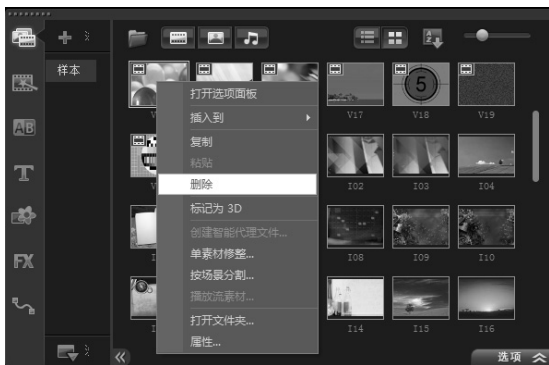 样本
打开选项面板
插入到
复制
粘贴
删除
标记为 3D
创建智能代理文件...
单素材修整...
按场景分割...
播放流素材...
打开文件夹...
属性...
V17
V18
V19
5
I02
I03
I04
I08
I09
I10
I14
I15
I16
AB
T
FX
选项